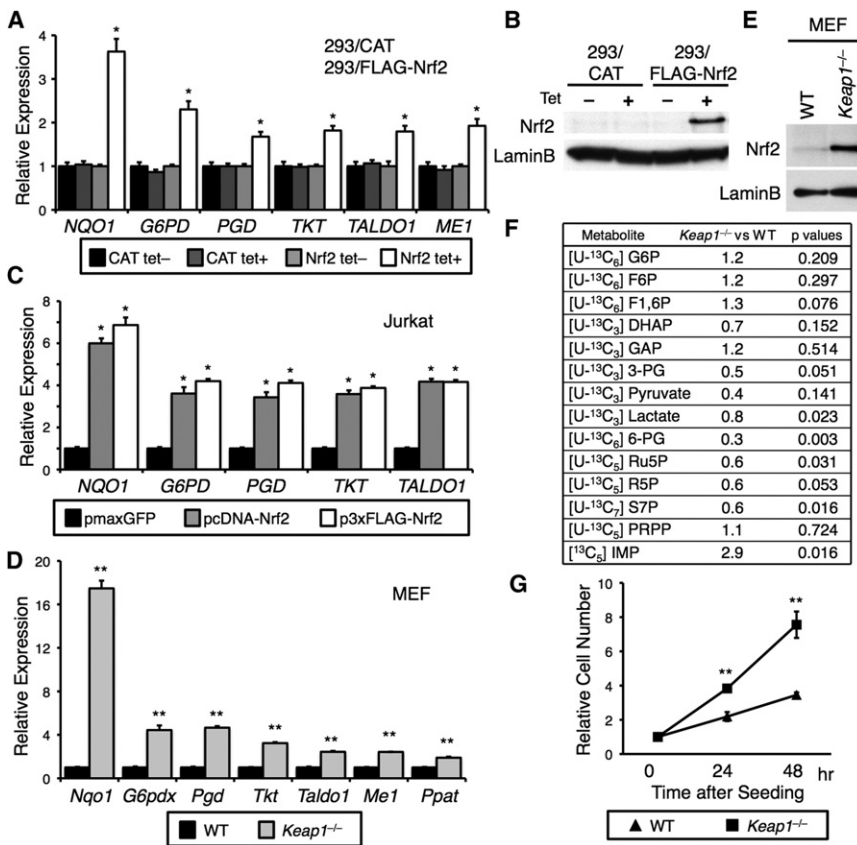 A
Relative Expression
4
3
2
1
0
293/CAT
293/FLAG-Nrf2
* * * * * *
NQO1 G6PD PGD TKT TALDO1 ME1
CAT tet– CAT tet+ Nrf2 tet– Nrf2 tet+
B
293/ CAT 293/ FLAG-Nrf2
Tet – + – +
Nrf2
LaminB
E
MEF
WT Keap1–/–
Nrf2
LaminB
C
Relative Expression
8
6
4
2
0
Jurkat
* * * * * * * * * *
NQO1 G6PD PGD TKT TALDO1
pmaxGFP pcDNA-Nrf2 p3xFLAG-Nrf2
F
Metabolite Keap1–/– vs WT p values
[U-¹³C₆] G6P 1.2 0.209
[U-¹³C₆] F6P 1.2 0.297
[U-¹³C₆] F1,6P 1.3 0.076
[U-¹³C₃] DHAP 0.7 0.152
[U-¹³C₃] GAP 1.2 0.514
[U-¹³C₃] 3-PG 0.5 0.051
[U-¹³C₃] Pyruvate 0.4 0.141
[U-¹³C₃] Lactate 0.8 0.023
[U-¹³C₆] 6-PG 0.3 0.003
[U-¹³C₅] Ru5P 0.6 0.031
[U-¹³C₅] R5P 0.6 0.053
[U-¹³C₇] S7P 0.6 0.016
[U-¹³C₅] PRPP 1.1 0.724
[¹³C₅] IMP 2.9 0.016
D
Relative Expression
20
16
12
8
4
0
MEF
** ** ** ** ** ** **
Nqo1 G6pdx Pgd Tkt Taldo1 Me1 Ppat
WT Keap1–/–
G
Relative Cell Number
10
8
6
4
2
0
** **
0 24 48 hr
Time after Seeding
WT Keap1–/–